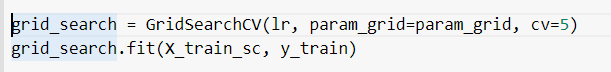 grid_search = GridSearchCV(lr, param_grid=param_grid, cv=5)
grid_search.fit(X_train_sc, y_train)